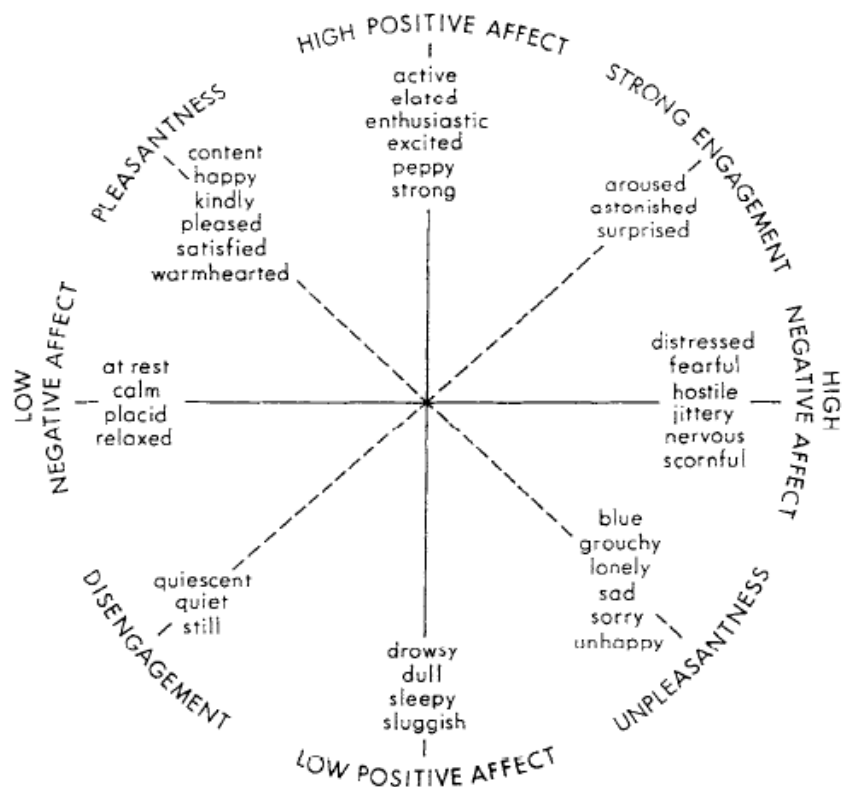 HIGH POSITIVE AFFECT
active
elated
enthusiastic
excited
peppy
strong
STRONG ENGAGEMENT
aroused
astonished
surprised
PLEASANTNESS
content
happy
kindly
pleased
satisfied
warmhearted
LOW
NEGATIVE AFFECT
at rest
calm
placid
relaxed
HIGH
NEGATIVE AFFECT
distressed
fearful
hostile
jittery
nervous
scornful
DISENGAGEMENT
quiescent
quiet
still
UNPLEASANTNESS
blue
grouchy
lonely
sad
sorry
unhappy
drowsy
dull
sleepy
sluggish
LOW POSITIVE AFFECT